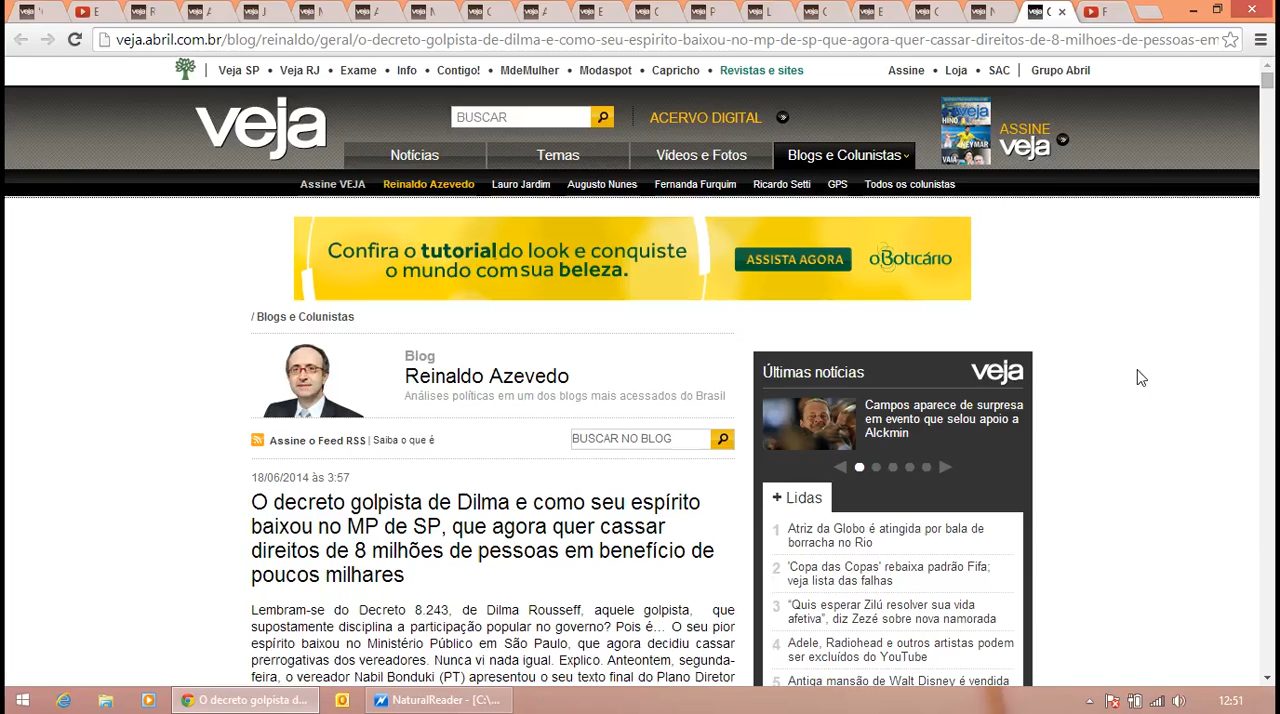 veja.abril.com.br/blog/reinaldo/geral/o-decreto-golpista-de-dilma-e-como-seu-espirito-baixou-no-mp-de-sp-que-agora-quer-cassar-direitos-de-8-milhoes-de-pessoas-em
Veja SP • Veja RJ • Exame • Info • Contigo! • MdeMulher • Modaspot • Capricho • Revistas e sites
Assine • Loja • SAC | Grupo Abril
veja
BUSCAR
ACERVO DIGITAL
ASSINE
veja
Notícias
Temas
Vídeos e Fotos
Blogs e Colunistas
Assine VEJA Reinaldo Azevedo Lauro Jardim Augusto Nunes Fernanda Furquim Ricardo Setti GPS Todos os colunistas
Confira o tutorial do look e conquiste
o mundo com sua beleza.
ASSISTA AGORA
oBoticário
/ Blogs e Colunistas
Blog
Reinaldo Azevedo
Análises políticas em um dos blogs mais acessados do Brasil
Assine o Feed RSS | Saiba o que é
BUSCAR NO BLOG
18/06/2014 às 3:57
O decreto golpista de Dilma e como seu espírito
baixou no MP de SP, que agora quer cassar
direitos de 8 milhões de pessoas em benefício de
poucos milhares
Lembram-se do Decreto 8.243, de Dilma Rousseff, aquele golpista, que
supostamente disciplina a participação popular no governo? Pois é... O seu pior
espírito baixou no Ministério Público em São Paulo, que agora decidiu cassar
prerrogativas dos vereadores. Nunca vi nada igual. Explico. Anteontem, segunda-
feira, o vereador Nabil Bonduki (PT) apresentou o seu texto final do Plano Diretor
Últimas notícias
veja
Campos aparece de surpresa
em evento que selou apoio a
Alckmin
+ Lidas
1 Atriz da Globo é atingida por bala de
borracha no Rio
2 'Copa das Copas' rebaixa padrão Fifa;
veja lista das falhas
3 “Quis esperar Zilú resolver sua vida
afetiva”, diz Zezé sobre nova namorada
4 Adele, Radiohead e outros artistas podem
ser excluídos do YouTube
5 Antiga mansão de Walt Disney é vendida
O decreto golpista d...
NaturalReader - [C:\...
12:51